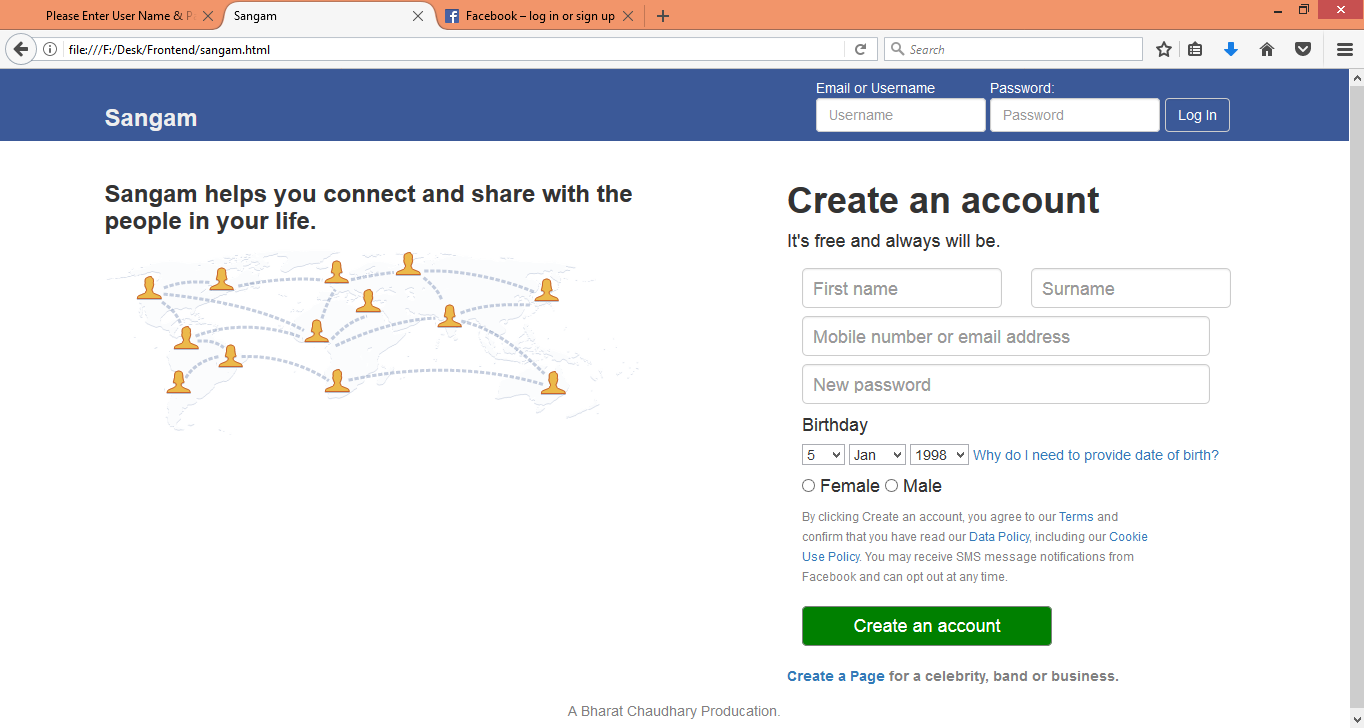 Please Enter User Name & P
Sangam
Facebook – log in or sign up
file:///F:/Desk/Frontend/sangam.html
Search
Email or Username
Password:
Sangam
Username
Password
Log In
Sangam helps you connect and share with the
people in your life.
Create an account
It's free and always will be.
First name
Surname
Mobile number or email address
New password
Birthday
5 Jan 1998 Why do I need to provide date of birth?
Female Male
By clicking Create an account, you agree to our Terms and
confirm that you have read our Data Policy, including our Cookie
Use Policy. You may receive SMS message notifications from
Facebook and can opt out at any time.
Create an account
Create a Page for a celebrity, band or business.
A Bharat Chaudhary Producation.